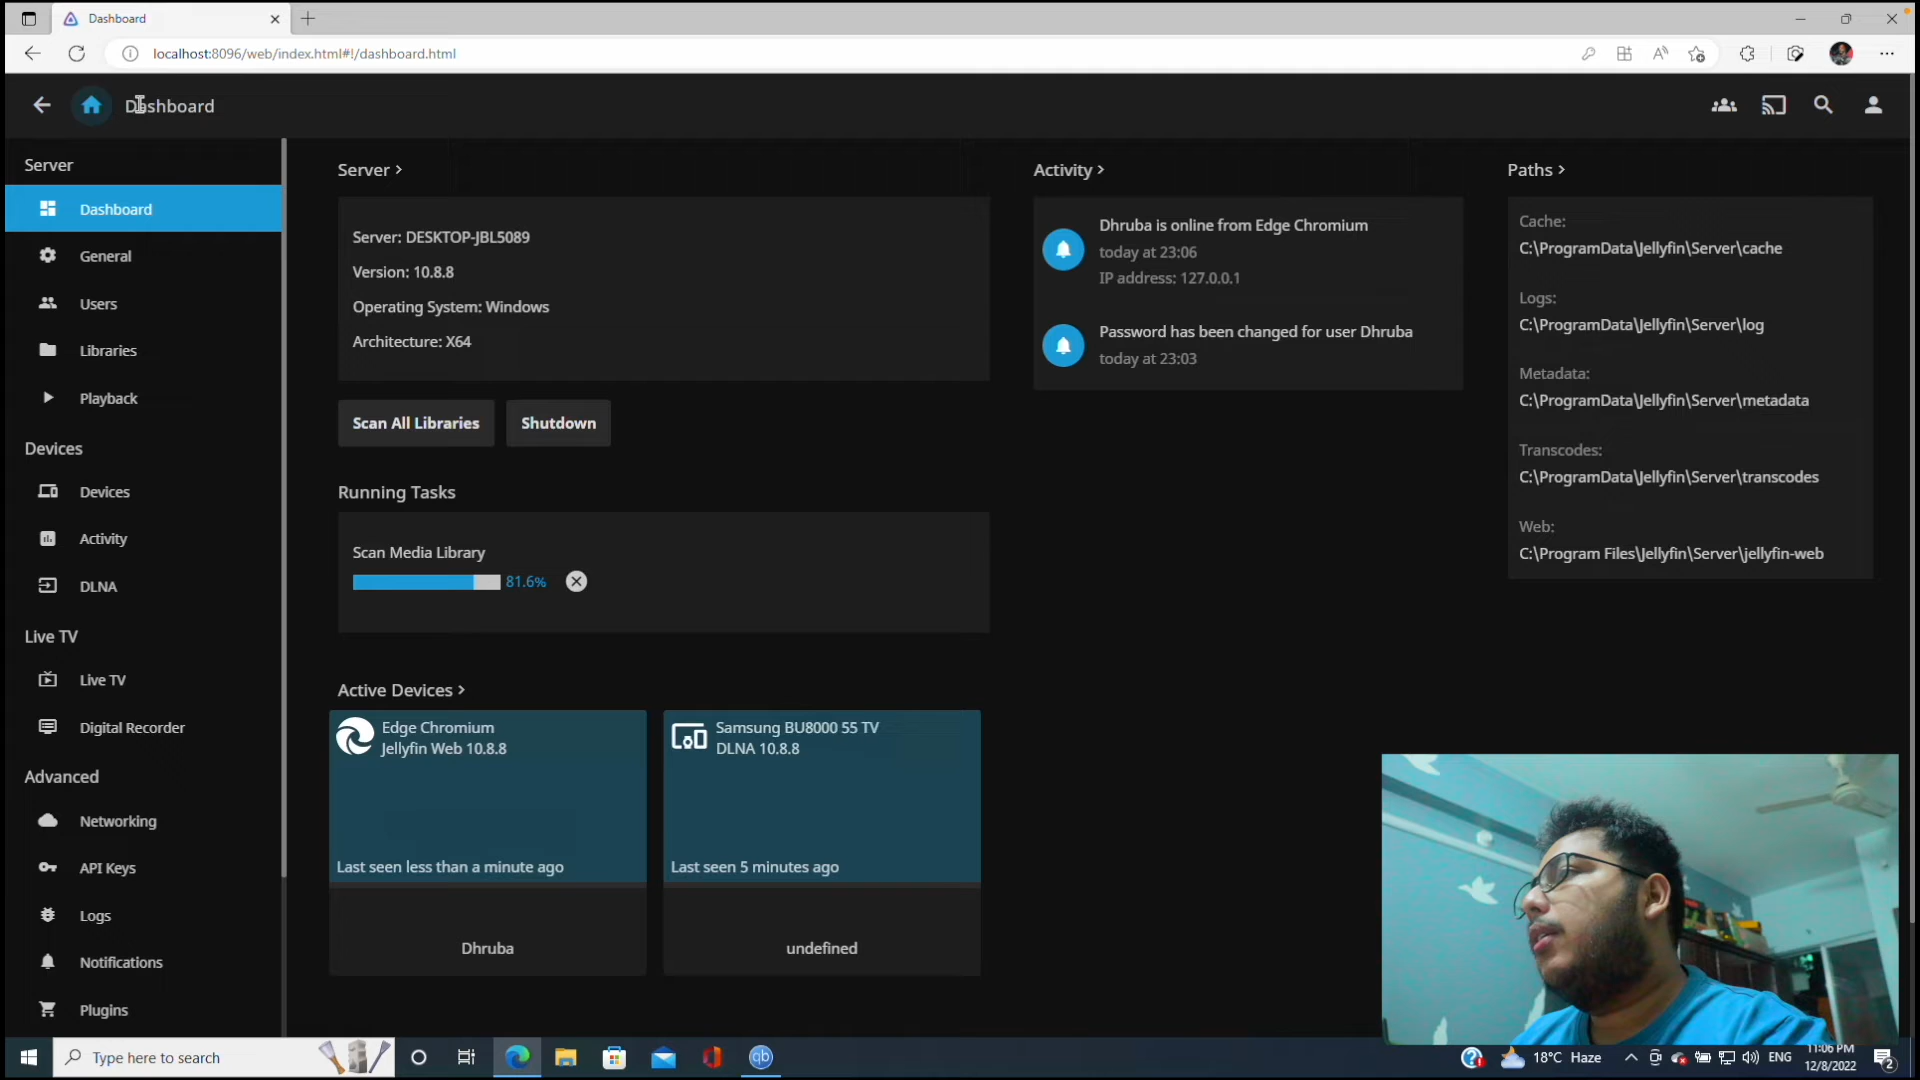 Dashboard
localhost:8096/web/index.html#!/dashboard.html
Dashboard
Server
Dashboard
General
Users
Libraries
Playback
Devices
Devices
Activity
DLNA
Live TV
Live TV
Digital Recorder
Advanced
Networking
API Keys
Logs
Notifications
Plugins
Server >
Server: DESKTOP-JBL5089
Version: 10.8.8
Operating System: Windows
Architecture: X64
Scan All Libraries
Shutdown
Running Tasks
Scan Media Library
81.6%
Active Devices >
Edge Chromium
Jellyfin Web 10.8.8
Last seen less than a minute ago
Dhruba
Samsung BU8000 55 TV
DLNA 10.8.8
Last seen 5 minutes ago
undefined
Activity >
Dhruba is online from Edge Chromium
today at 23:06
IP address: 127.0.0.1
Password has been changed for user Dhruba
today at 23:03
Paths >
Cache:
C:\ProgramData\Jellyfin\Server\cache
Logs:
C:\ProgramData\Jellyfin\Server\log
Metadata:
C:\ProgramData\Jellyfin\Server\metadata
Transcodes:
C:\ProgramData\Jellyfin\Server\transcodes
Web:
C:\Program Files\Jellyfin\Server\jellyfin-web
Type here to search
qb
18°C Haze
ENG
11:06 PM
12/8/2022
2